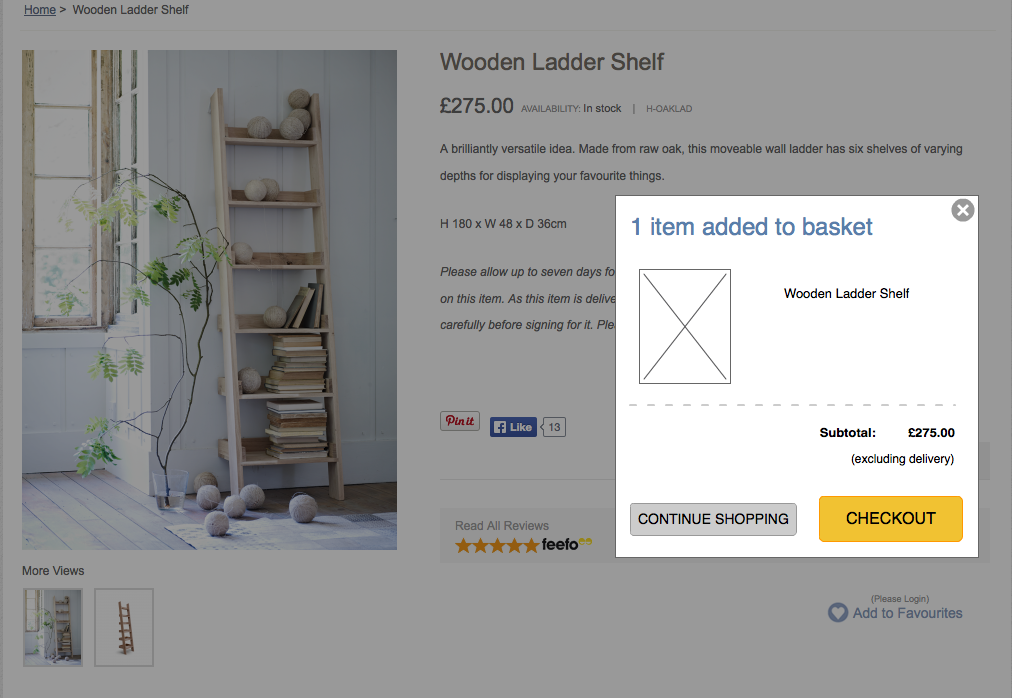 Home > Wooden Ladder Shelf
Wooden Ladder Shelf
£275.00 AVAILABILITY: In stock | H-OAKLAD
A brilliantly versatile idea. Made from raw oak, this moveable wall ladder has six shelves of varying
depths for displaying your favourite things.
H 180 x W 48 x D 36cm
Please allow up to seven days fo
on this item. As this item is delive
carefully before signing for it. Ple
Pin it
Like 13
Read All Reviews
feefo
More Views
(Please Login)
Add to Favourites
1 item added to basket
Wooden Ladder Shelf
Subtotal: £275.00
(excluding delivery)
CONTINUE SHOPPING
CHECKOUT